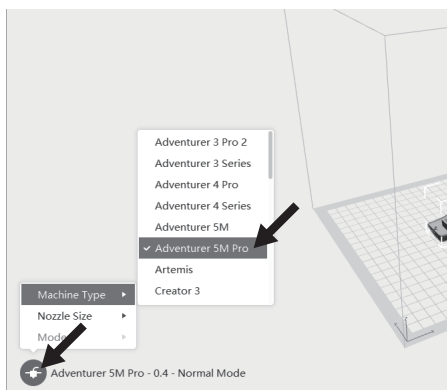 Adventurer 3 Pro 2
Adventurer 3 Series
Adventurer 4 Pro
Adventurer 4 Series
Adventurer 5M
Adventurer 5M Pro
Artemis
Creator 3
Machine Type
Nozzle Size
Adventurer 5M Pro - 0.4 - Normal Mode